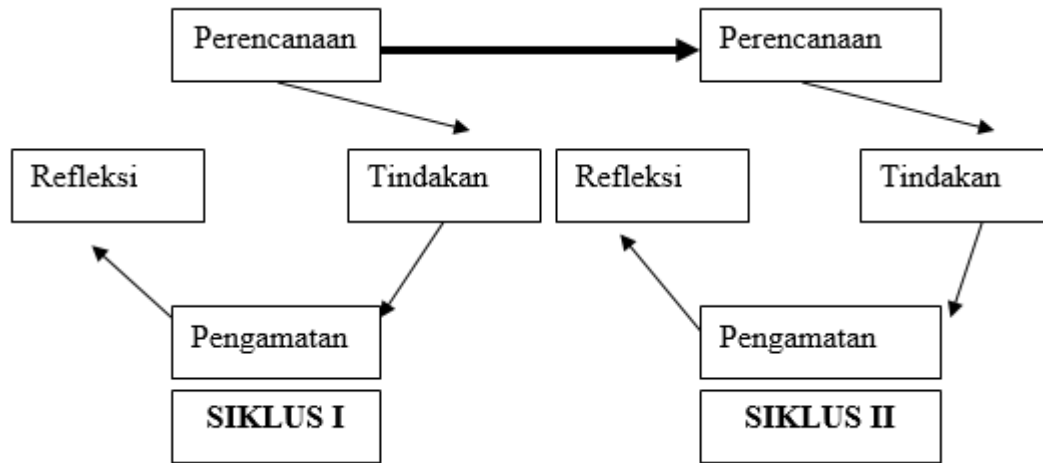 Perencanaan
Perencanaan
Refleksi
Tindakan
Refleksi
Tindakan
Pengamatan
Pengamatan
SIKLUS I
SIKLUS II